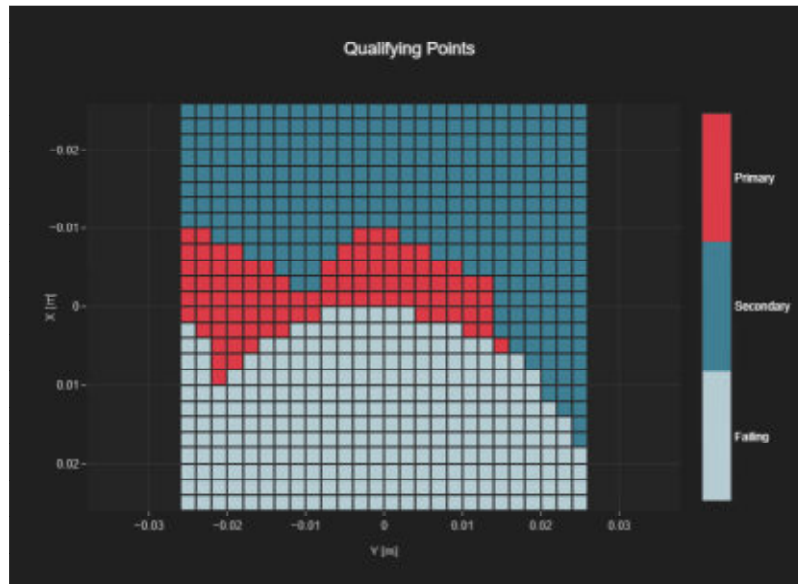 Qualifying Points
Primary
Secondary
Failing
−0.02
−0.01
0
0.01
0.02
X [m]
−0.03
−0.02
−0.01
0
0.01
0.02
0.03
Y [m]